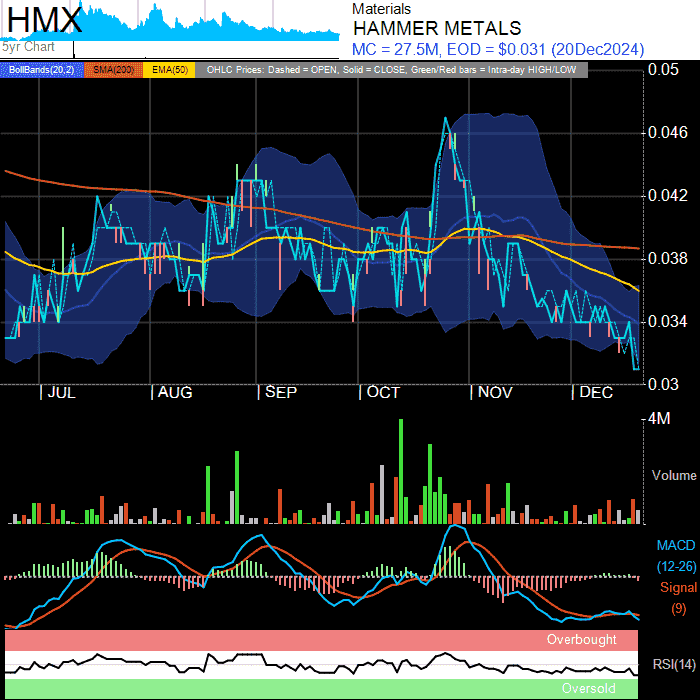 HMX
5yr Chart
Materials
HAMMER METALS
MC = 27.5M, EOD = $0.031 (20Dec2024)
BollBands(20,2) SMA(200) EMA(50) OHLC Prices: Dashed = OPEN, Solid = CLOSE, Green/Red bars = Intra-day HIGH/LOW
0.05
0.046
0.042
0.038
0.034
0.03
JUL AUG SEP OCT NOV DEC
4M
Volume
MACD
(12-26)
Signal
(9)
Overbought
RSI(14)
Oversold